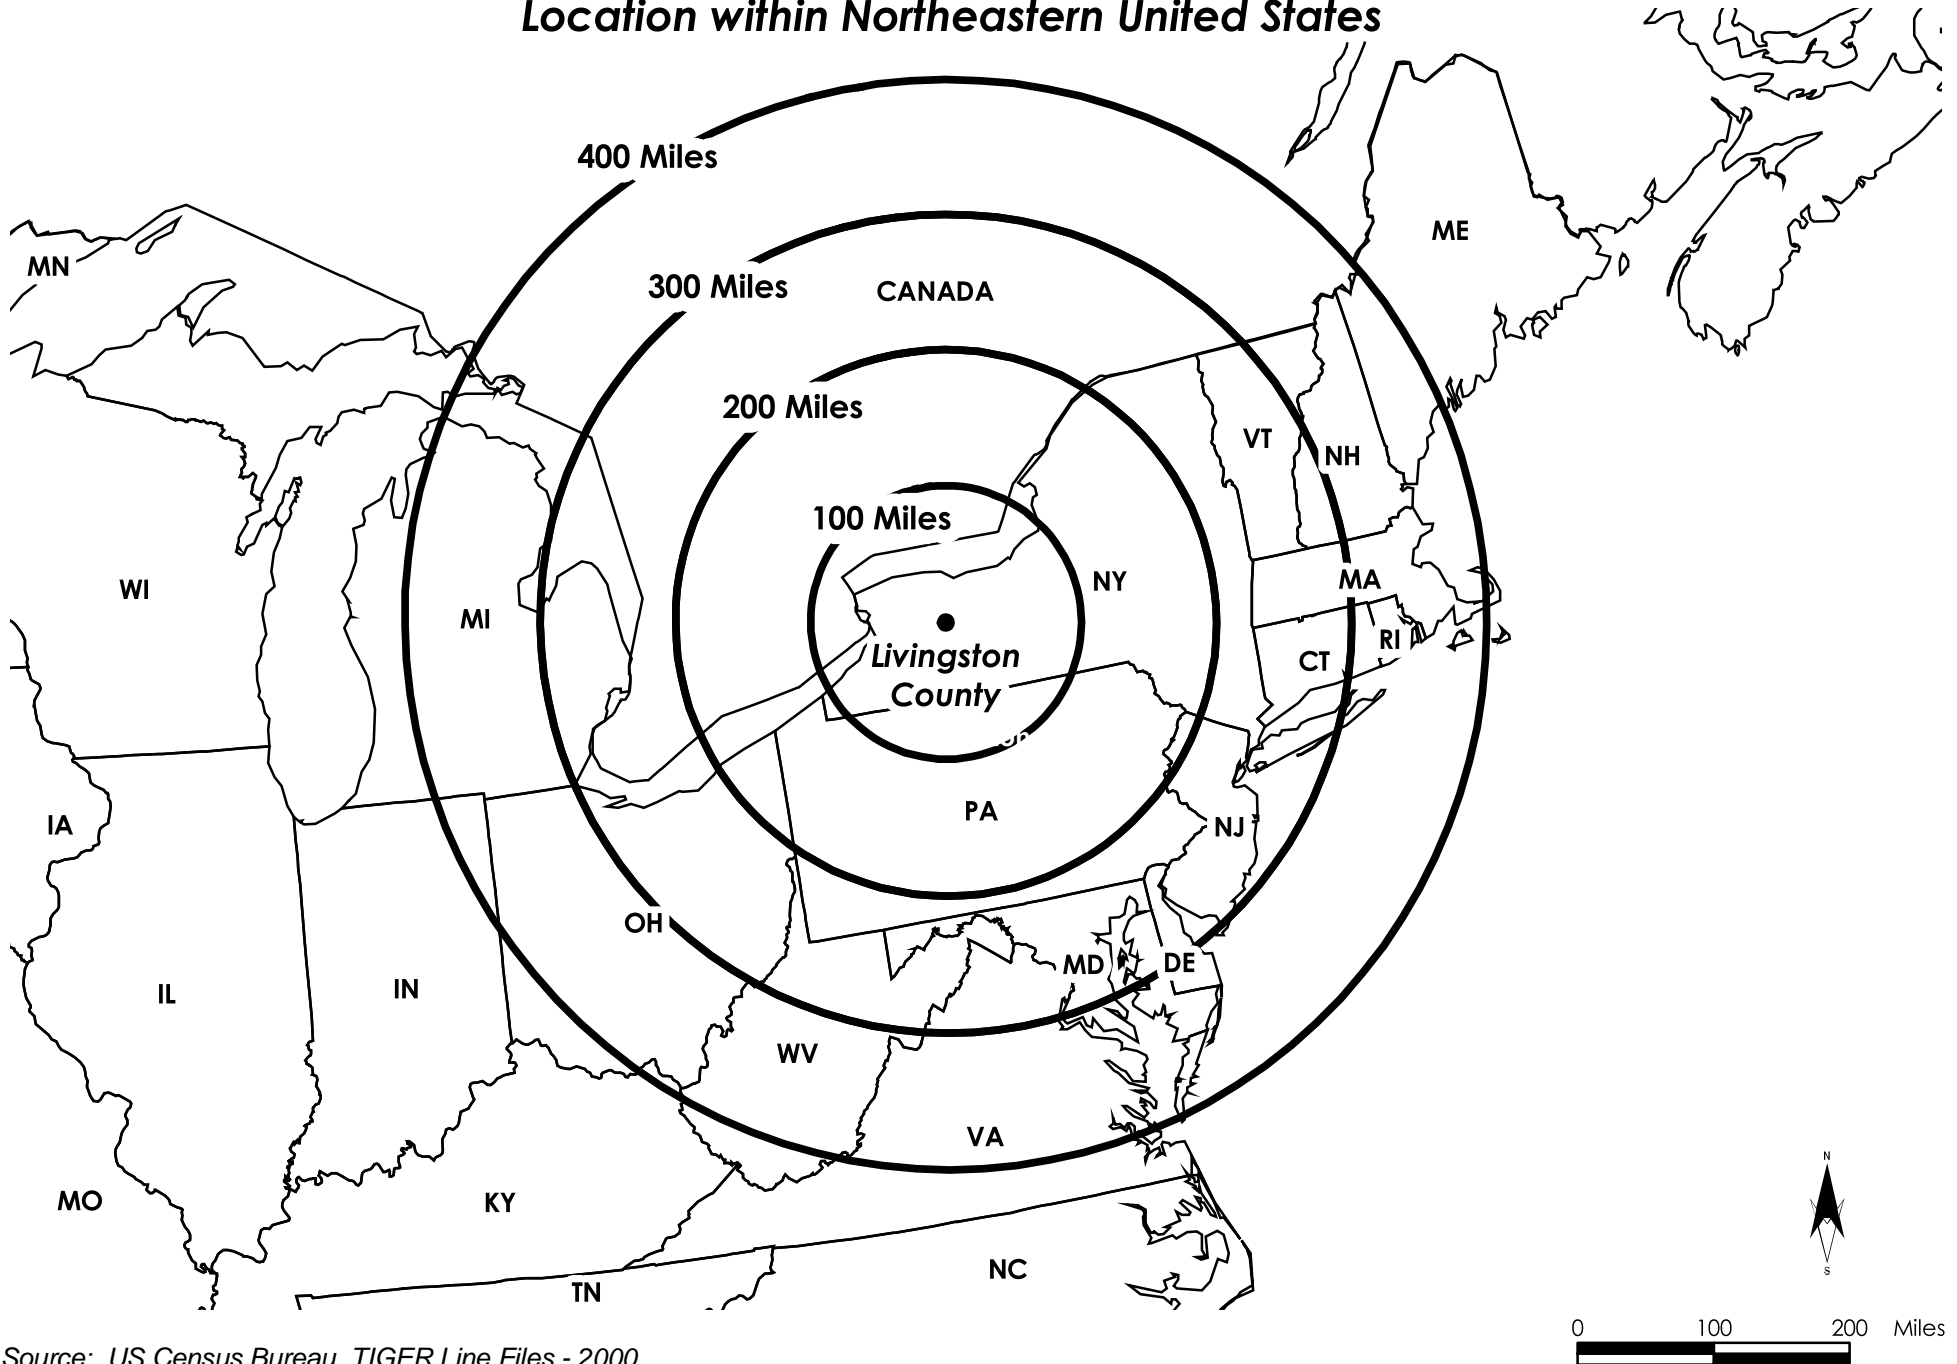 Location within Northeastern United States
400 Miles
ME
MN
300 Miles
CANADA
200 Miles
VT
NH
100 Miles
WI
MI
NY
MA
Livingston
County
CT
RI
PA
IA
NJ
OH
IL
IN
MD
DE
WV
VA
MO
KY
NC
TN
N
S
0 100 200 Miles
Source: US Census Bureau, TIGER Line Files - 2000